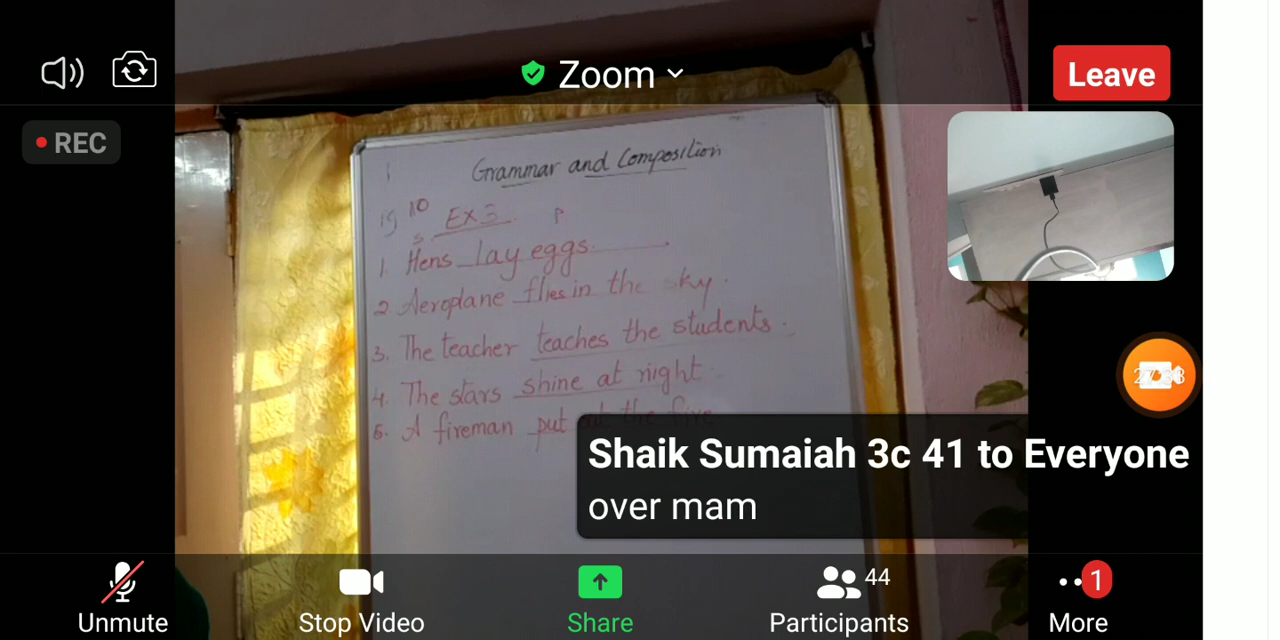 Zoom
Leave
REC
Grammar and Composition
Ex 3
1. Hens lay eggs.
2 Aeroplane flies in the sky.
3. The teacher teaches the students.
4. The stars shine at night
5. A fireman put the fire
Shaik Sumaiah 3c 41 to Everyone
over mam
44
1
Unmute
Stop Video
Share
Participants
More